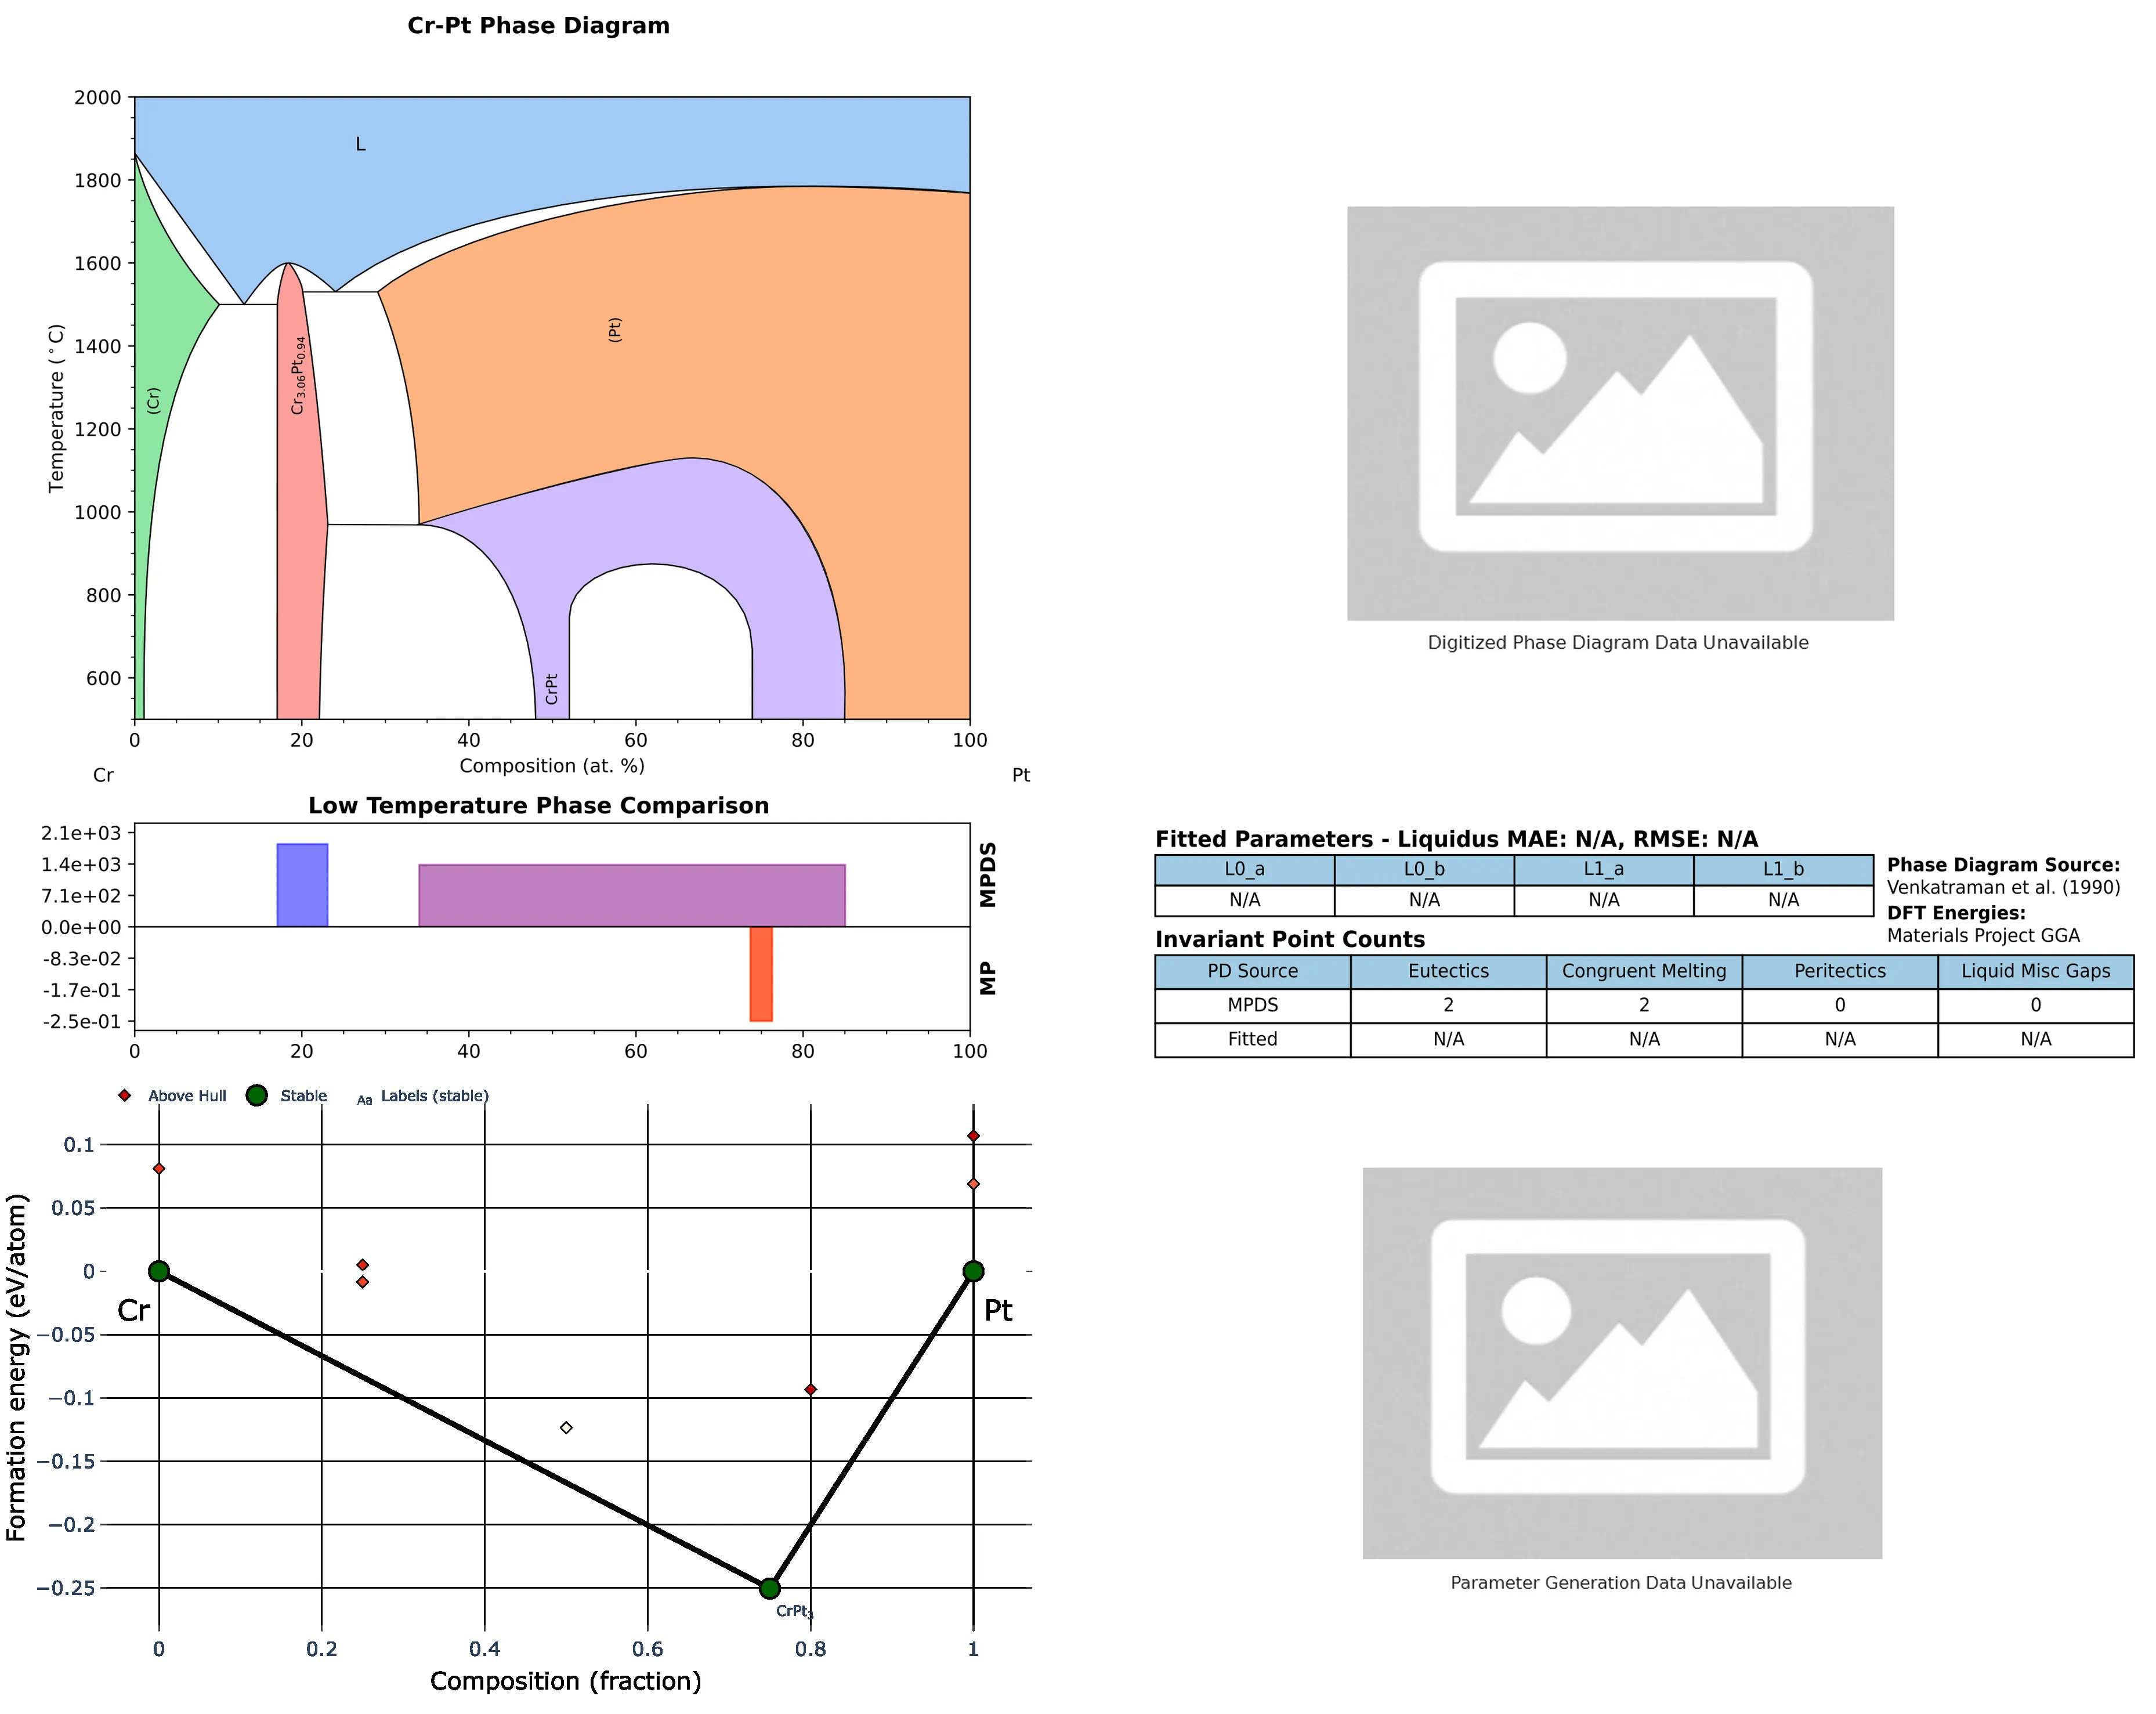 Cr-Pt Phase Diagram
2000
1800
1600
1400
1200
1000
800
600
Temperature (°C)
L
(Cr)
Cr3.06Pt0.94
(Pt)
CrPt
0 20 40 60 80 100
Composition (at. %)
Cr Pt
Digitized Phase Diagram Data Unavailable
Low Temperature Phase Comparison
2.1e+03
1.4e+03
7.1e+02
0.0e+00
-8.3e-02
-1.7e-01
-2.5e-01
MPDS
MP
0 20 40 60 80 100
Fitted Parameters - Liquidus MAE: N/A, RMSE: N/A
L0_a L0_b L1_a L1_b
N/A N/A N/A N/A
Phase Diagram Source:
Venkatraman et al. (1990)
DFT Energies:
Materials Project GGA
Invariant Point Counts
PD Source Eutectics Congruent Melting Peritectics Liquid Misc Gaps
MPDS 2 2 0 0
Fitted N/A N/A N/A N/A
Above Hull Stable Aa Labels (stable)
0.1
0.05
0
−0.05
−0.1
−0.15
−0.2
−0.25
Formation energy (eV/atom)
Cr
Pt
CrPt3
0 0.2 0.4 0.6 0.8 1
Composition (fraction)
Parameter Generation Data Unavailable